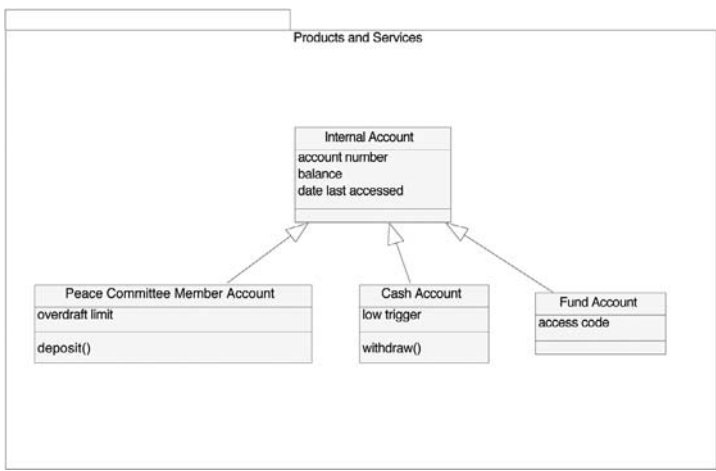 Products and Services
Internal Account
account number
balance
date last accessed
Peace Committee Member Account
overdraft limit
deposit()
Cash Account
low trigger
withdraw()
Fund Account
access code